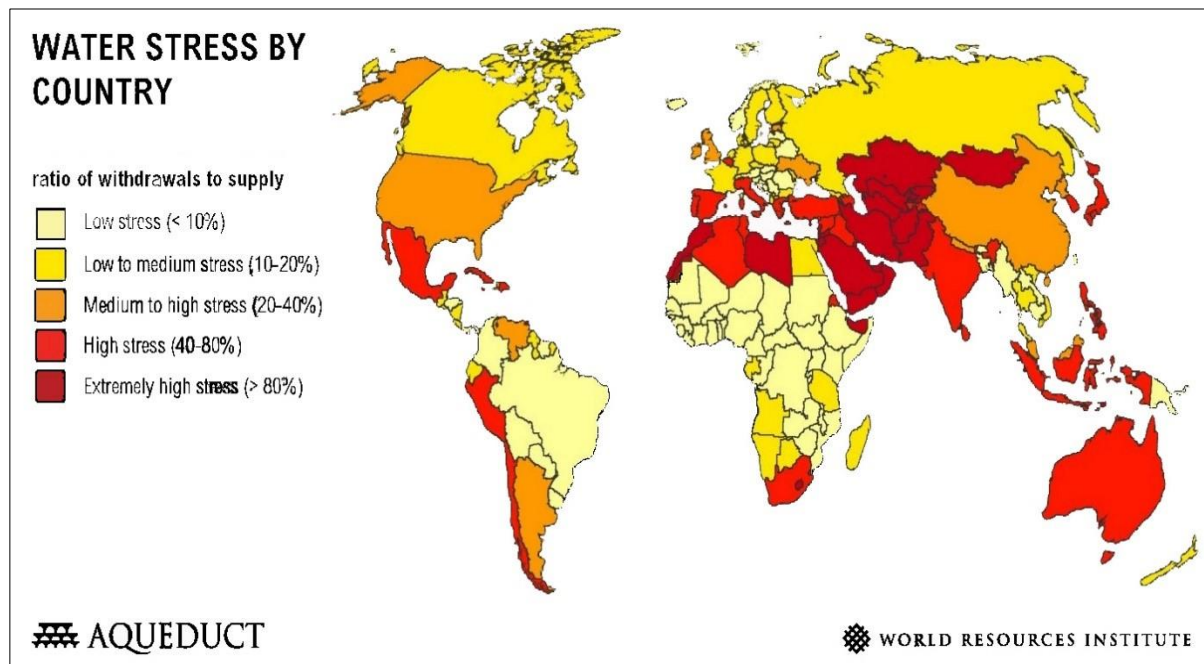 WATER STRESS BY
COUNTRY
ratio of withdrawals to supply
Low stress (< 10%)
Low to medium stress (10-20%)
Medium to high stress (20-40%)
High stress (40-80%)
Extremely high stress (> 80%)
AQUEDUCT
WORLD RESOURCES INSTITUTE